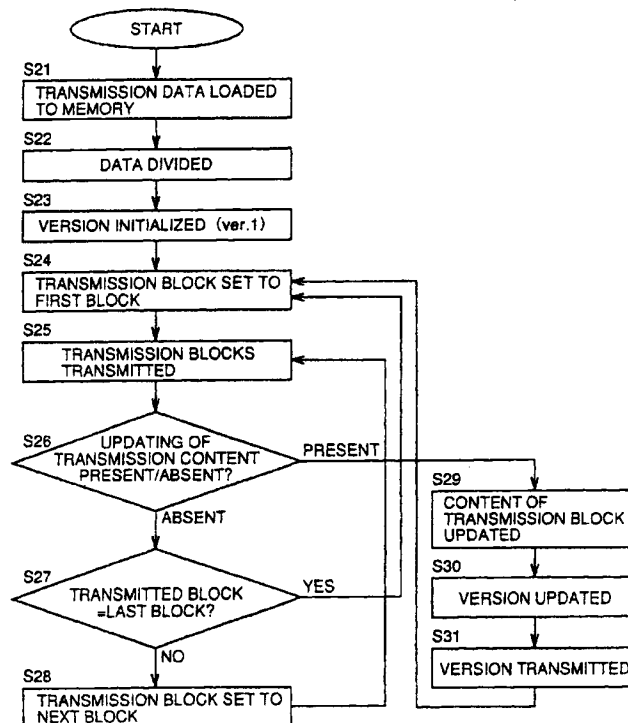 START
S21
TRANSMISSION DATA LOADED
TO MEMORY
S22
DATA DIVIDED
S23
VERSION INITIALIZED (ver.1)
S24
TRANSMISSION BLOCK SET TO
FIRST BLOCK
S25
TRANSMISSION BLOCKS
TRANSMITTED
S26
UPDATING OF
TRANSMISSION CONTENT
PRESENT/ABSENT?
PRESENT
ABSENT
S27
TRANSMITTED BLOCK
=LAST BLOCK?
YES
NO
S28
TRANSMISSION BLOCK SET TO
NEXT BLOCK
S29
CONTENT OF
TRANSMISSION BLOCK
UPDATED
S30
VERSION UPDATED
S31
VERSION TRANSMITTED